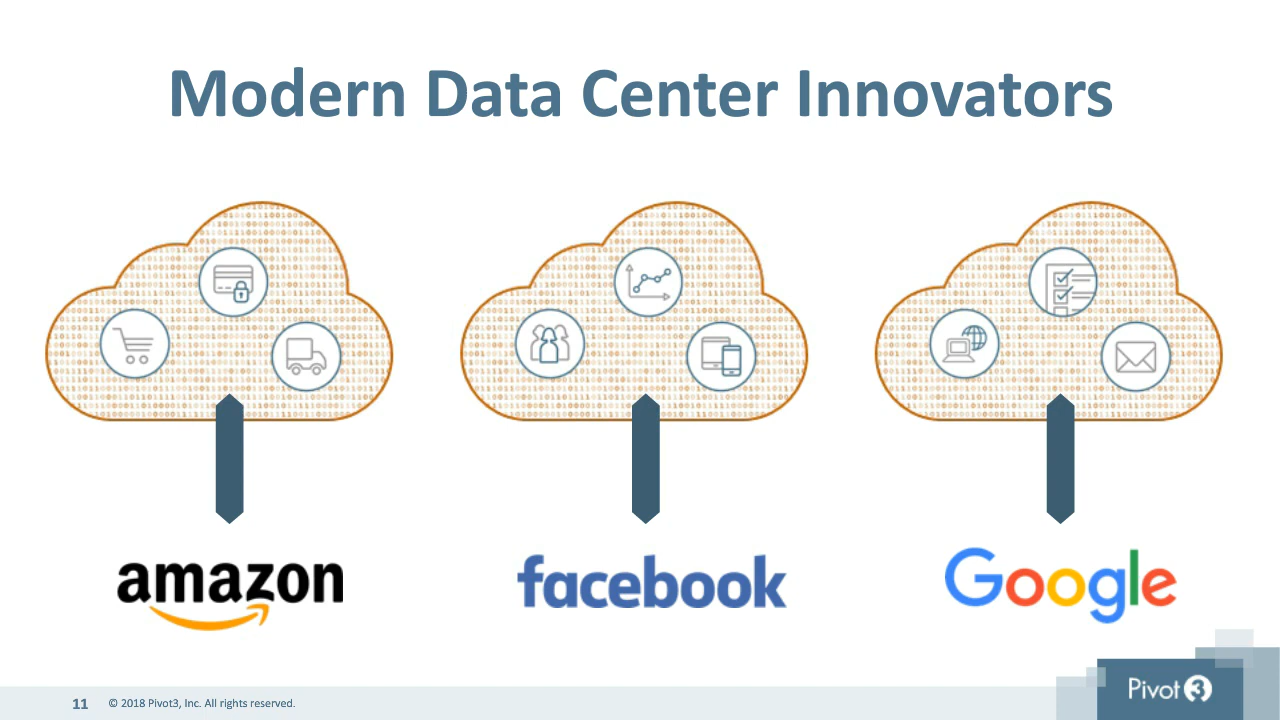 Modern Data Center Innovators
amazon
facebook
Google
11
© 2018 Pivot3, Inc. All rights reserved.
Pivot3